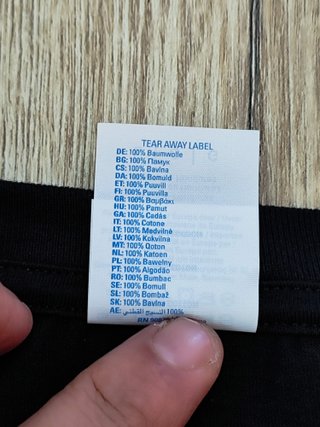 TEAR AWAY LABEL
DE: 100% Baumwolle
BG: 100% Памук
CS: 100% Bavlna
DA: 100% Bomuld
ET: 100% Puuvill
FI: 100% Puuvilla
GR: 100% Βαμβακι
HU: 100% Pamut
GA: 100% Cadás
IT: 100% Cotone
LT: 100% Medvilnė
LV: 100% Kokvilna
MT: 100% Qoton
NL: 100% Katoen
PL: 100% Bawełny
PT: 100% Algodão
RO: 100% Bumbac
SE: 100% Bomull
SL: 100% Bombaž
SK: 100% Bavlna
AE: النسيج القطني 100%
RN